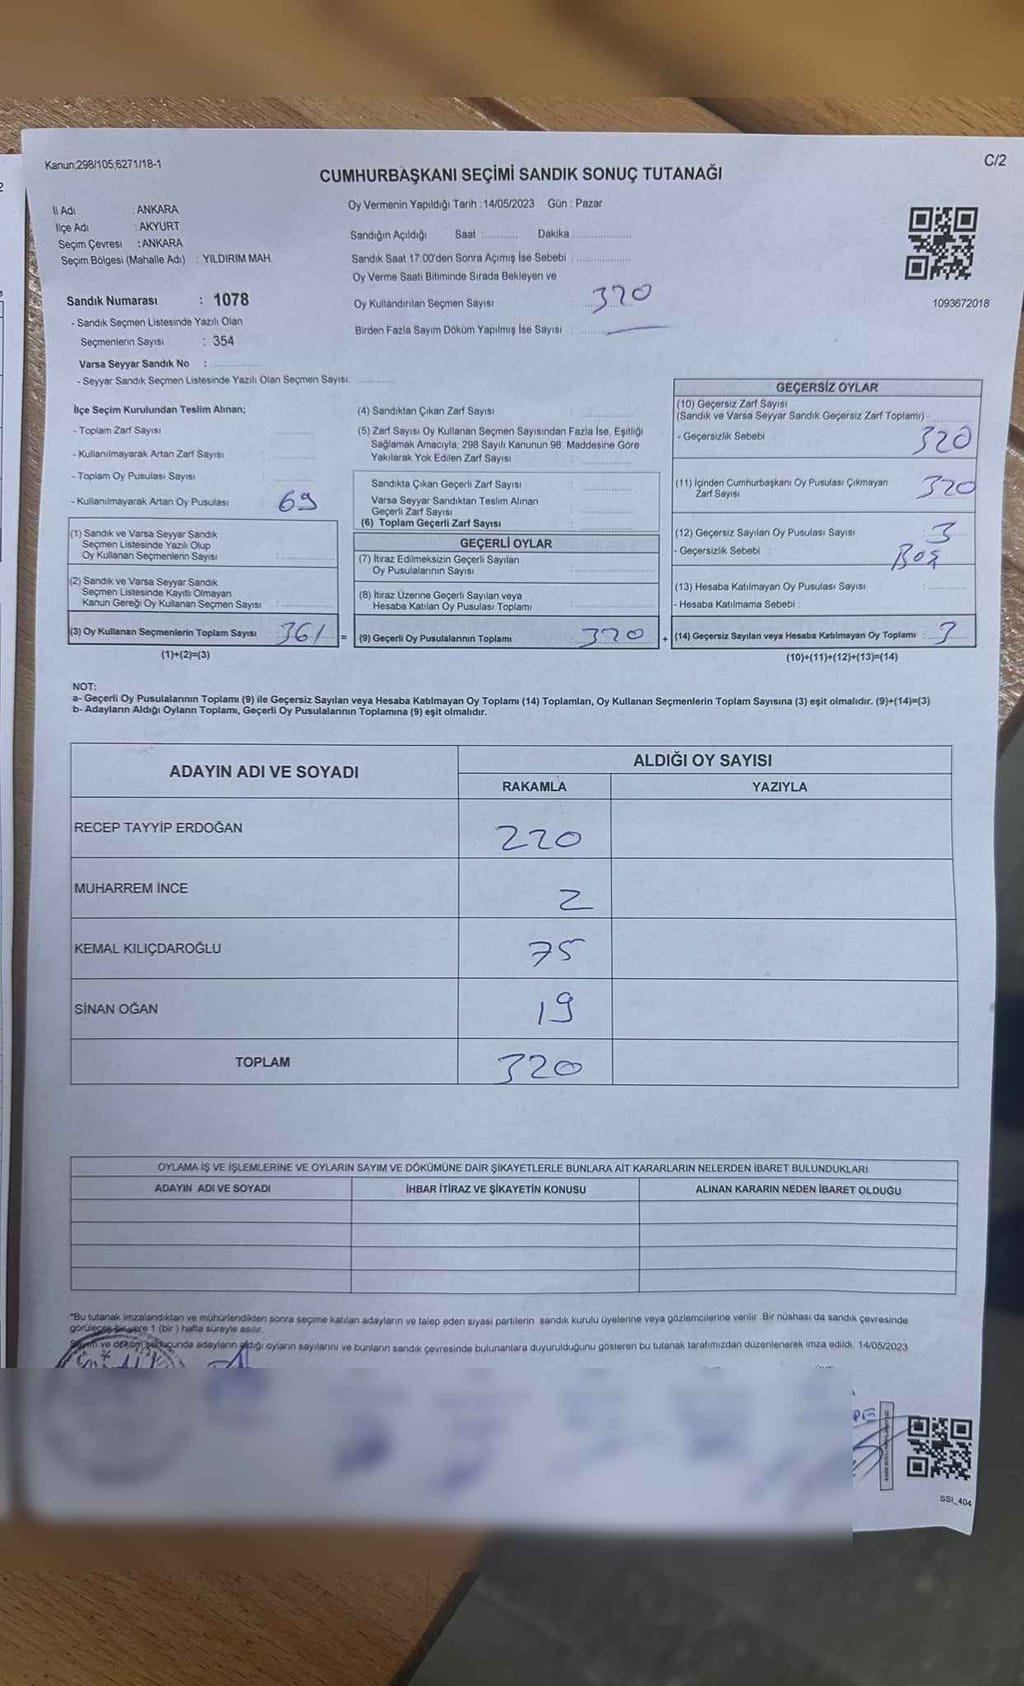 Kanun;298/105;6271/18-1
C/2
CUMHURBAŞKANI SEÇİMİ SANDIK SONUÇ TUTANAĞI
İl Adı : ANKARA
İlçe Adı : AKYURT
Seçim Çevresi : ANKARA
Seçim Bölgesi (Mahalle Adı) : YILDIRIM MAH.
Oy Vermenin Yapıldığı Tarih : 14/05/2023 Gün : Pazar
Sandığın Açıldığı Saat :.......... Dakika :..............
Sandık Saat 17:00'den Sonra Açımış İse Sebebi :..............
Oy Verme Saati Bitiminde Sırada Bekleyen ve
Oy Kullandırılan Seçmen Sayısı : 320
Birden Fazla Sayım Döküm Yapılmış İse Sayısı :
1093672018
Sandık Numarası : 1078
- Sandık Seçmen Listesinde Yazılı Olan
Seçmenlerin Sayısı : 354
Varsa Seyyar Sandık No :
- Seyyar Sandık Seçmen Listesinde Yazılı Olan Seçmen Sayısı:
İlçe Seçim Kurulundan Teslim Alınan;
- Toplam Zarf Sayısı :
- Kullanılmayarak Artan Zarf Sayısı :
- Toplam Oy Pusulası Sayısı :
- Kullanılmayarak Artan Oy Pusulası : 69
(1) Sandık ve Varsa Seyyar Sandık
Seçmen Listesinde Yazılı Olup
Oy Kullanan Seçmenlerin Sayısı :
(2) Sandık ve Varsa Seyyar Sandık
Seçmen Listesinde Kayıtlı Olmayan
Kanun Gereği Oy Kullanan Seçmen Sayısı :
(3) Oy Kullanan Seçmenlerin Toplam Sayısı : 361 =
(1)+(2)=(3)
(4) Sandıktan Çıkan Zarf Sayısı :
(5) Zarf Sayısı Oy Kullanan Seçmen Sayısından Fazla İse, Eşitliği
Sağlamak Amacıyla; 298 Sayılı Kanunun 98. Maddesine Göre
Yakılarak Yok Edilen Zarf Sayısı :
Sandıkta Çıkan Geçerli Zarf Sayısı :
Varsa Seyyar Sandıktan Teslim Alınan
Geçerli Zarf Sayısı :
(6) Toplam Geçerli Zarf Sayısı :
GEÇERLİ OYLAR
(7) İtiraz Edilmeksizin Geçerli Sayılan
Oy Pusulalarının Sayısı :
(8) İtiraz Üzerine Geçerli Sayılan veya
Hesaba Katılan Oy Pusulası Toplamı :
(9) Geçerli Oy Pusulalarının Toplamı : 320 +
GEÇERSİZ OYLAR
(10) Geçersiz Zarf Sayısı
(Sandık ve Varsa Seyyar Sandık Geçersiz Zarf Toplamı) :
- Geçersizlik Sebebi : 320
(11) İçinden Cumhurbaşkanı Oy Pusulası Çıkmayan
Zarf Sayısı : 320
(12) Geçersiz Sayılan Oy Pusulası Sayısı : 3
- Geçersizlik Sebebi : Boş
(13) Hesaba Katılmayan Oy Pusulası Sayısı :
- Hesaba Katılmama Sebebi :
(14) Geçersiz Sayılan veya Hesaba Katılmayan Oy Toplamı : 3
(10)+(11)+(12)+(13)=(14)
NOT:
a- Geçerli Oy Pusulalarının Toplamı (9) ile Geçersiz Sayılan veya Hesaba Katılmayan Oy Toplamı (14) Toplamları, Oy Kullanan Seçmenlerin Toplam Sayısına (3) eşit olmalıdır. (9)+(14)=(3)
b- Adayların Aldığı Oyların Toplamı, Geçerli Oy Pusulalarının Toplamına (9) eşit olmalıdır.
ADAYIN ADI VE SOYADI
ALDIĞI OY SAYISI
RAKAMLA YAZIYLA
RECEP TAYYİP ERDOĞAN 220
MUHARREM İNCE 2
KEMAL KILIÇDAROĞLU 75
SİNAN OĞAN 19
TOPLAM 320
OYLAMA İŞ VE İŞLEMLERİNE VE OYLARIN SAYIM VE DÖKÜMÜNE DAİR ŞİKAYETLERLE BUNLARA AİT KARARLARIN NELERDEN İBARET BULUNDUKLARI
ADAYIN ADI VE SOYADI İHBAR İTİRAZ VE ŞİKAYETİN KONUSU ALINAN KARARIN NEDEN İBARET OLDUĞU
*Bu tutanak imzalandıktan ve mühürlendikten sonra seçime katılan adayların ve talep eden siyasi partilerin sandık kurulu üyelerine veya gözlemcilerine verilir. Bir nüshası da sandık çevresinde
görülecek bir yere 1 (bir ) hafta süreyle asılır.
Sayım ve döküm sonucunda adayların aldığı oyların sayılarını ve bunların sandık çevresinde bulunanlara duyurulduğunu gösteren bu tutanak tarafımızdan düzenlenerek imza edildi. 14/05/2023
SSİ_404